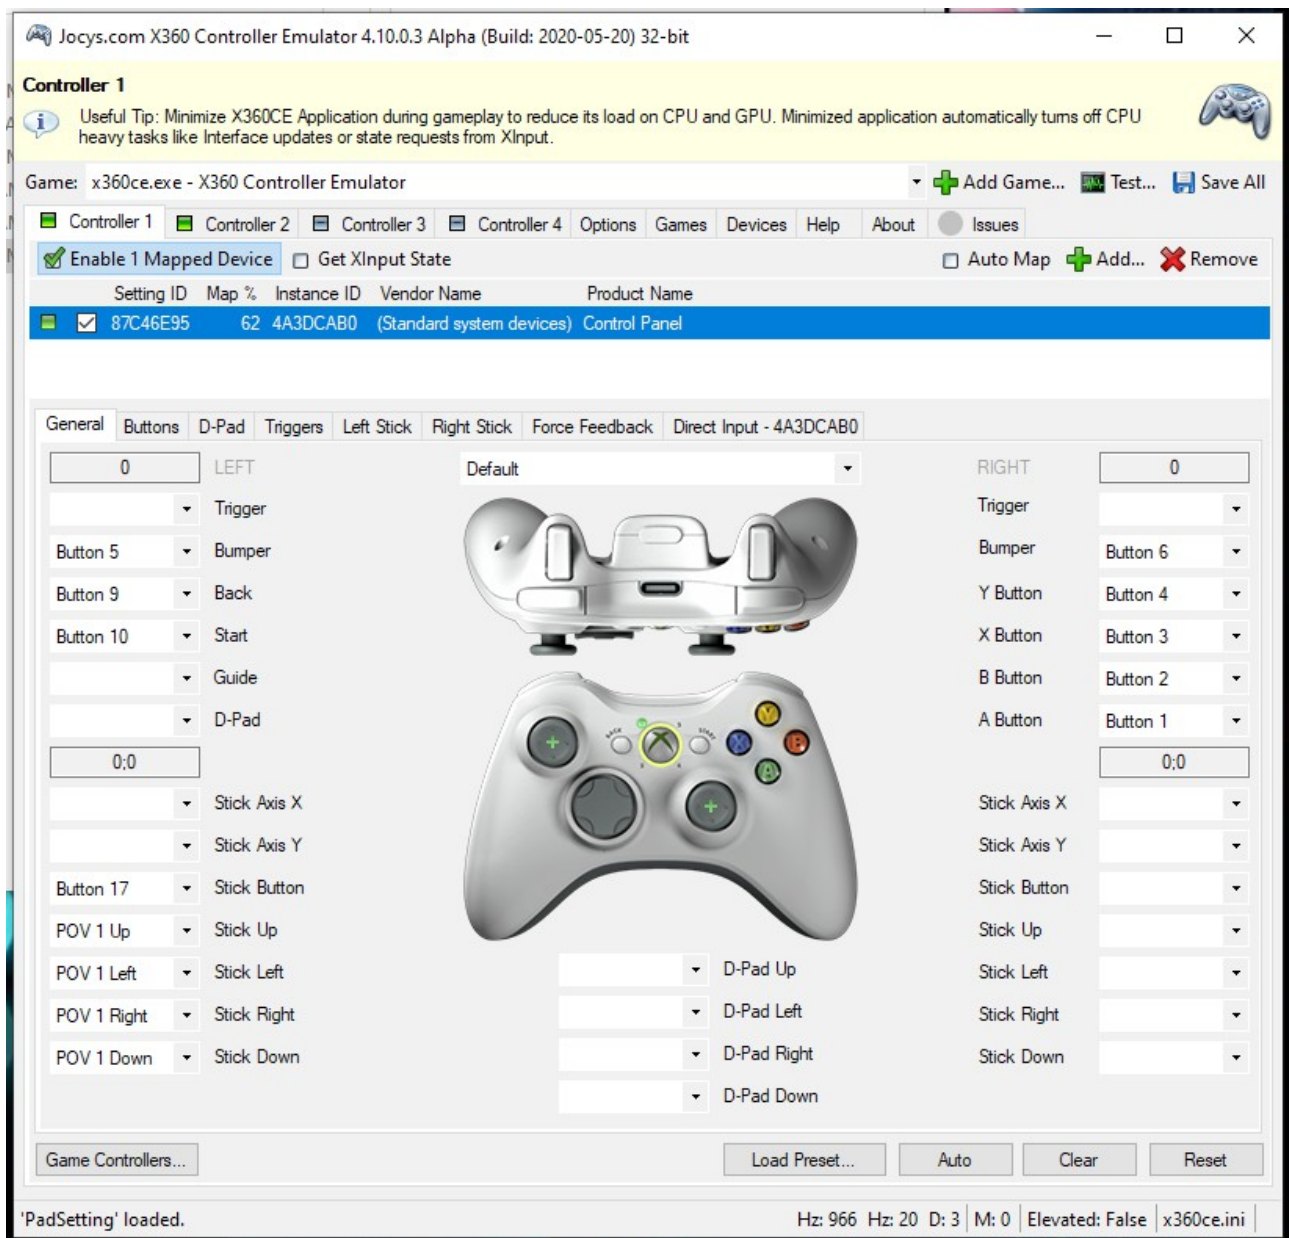 Jocys.com X360 Controller Emulator 4.10.0.3 Alpha (Build: 2020-05-20) 32-bit
Controller 1
Useful Tip: Minimize X360CE Application during gameplay to reduce its load on CPU and GPU. Minimized application automatically turns off CPU
heavy tasks like Interface updates or state requests from XInput.
Game: x360ce.exe - X360 Controller Emulator Add Game... Test... Save All
Controller 1 Controller 2 Controller 3 Controller 4 Options Games Devices Help About Issues
Enable 1 Mapped Device Get XInput State Auto Map Add... Remove
Setting ID Map % Instance ID Vendor Name Product Name
87C46E95 62 4A3DCAB0 (Standard system devices) Control Panel
General Buttons D-Pad Triggers Left Stick Right Stick Force Feedback Direct Input - 4A3DCAB0
0 LEFT Default RIGHT 0
Trigger Trigger
Button 5 Bumper Bumper Button 6
Button 9 Back Y Button Button 4
Button 10 Start X Button Button 3
Guide B Button Button 2
D-Pad A Button Button 1
BACK START
Y
X B
A
0;0 0;0
Stick Axis X Stick Axis X
Stick Axis Y Stick Axis Y
Button 17 Stick Button Stick Button
POV 1 Up Stick Up Stick Up
POV 1 Left Stick Left D-Pad Up Stick Left
POV 1 Right Stick Right D-Pad Left Stick Right
POV 1 Down Stick Down D-Pad Right Stick Down
D-Pad Down
Game Controllers... Load Preset... Auto Clear Reset
'PadSetting' loaded. Hz: 966 Hz: 20 D: 3 M: 0 Elevated: False x360ce.ini